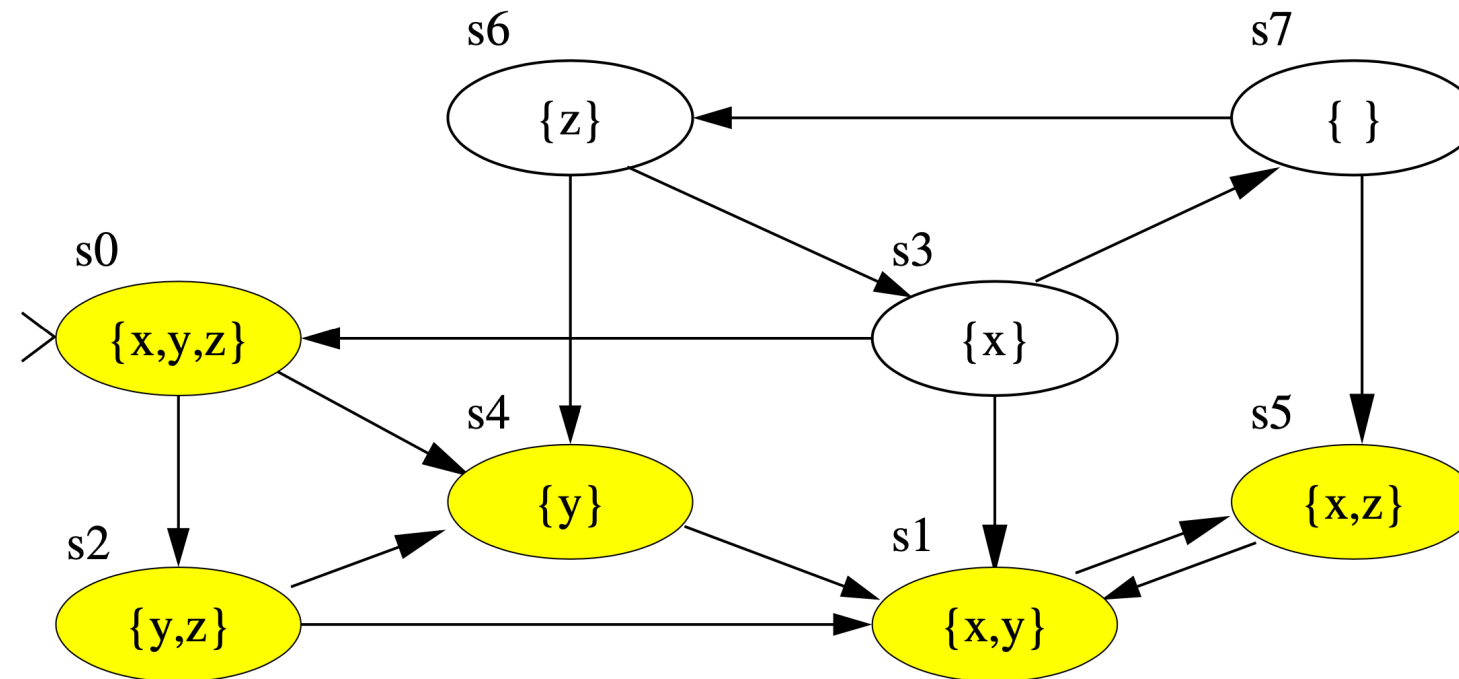 s6
s7
{z}
{ }
s0
s3
{x,y,z}
{x}
s4
s5
{y}
{x,z}
s2
s1
{y,z}
{x,y}